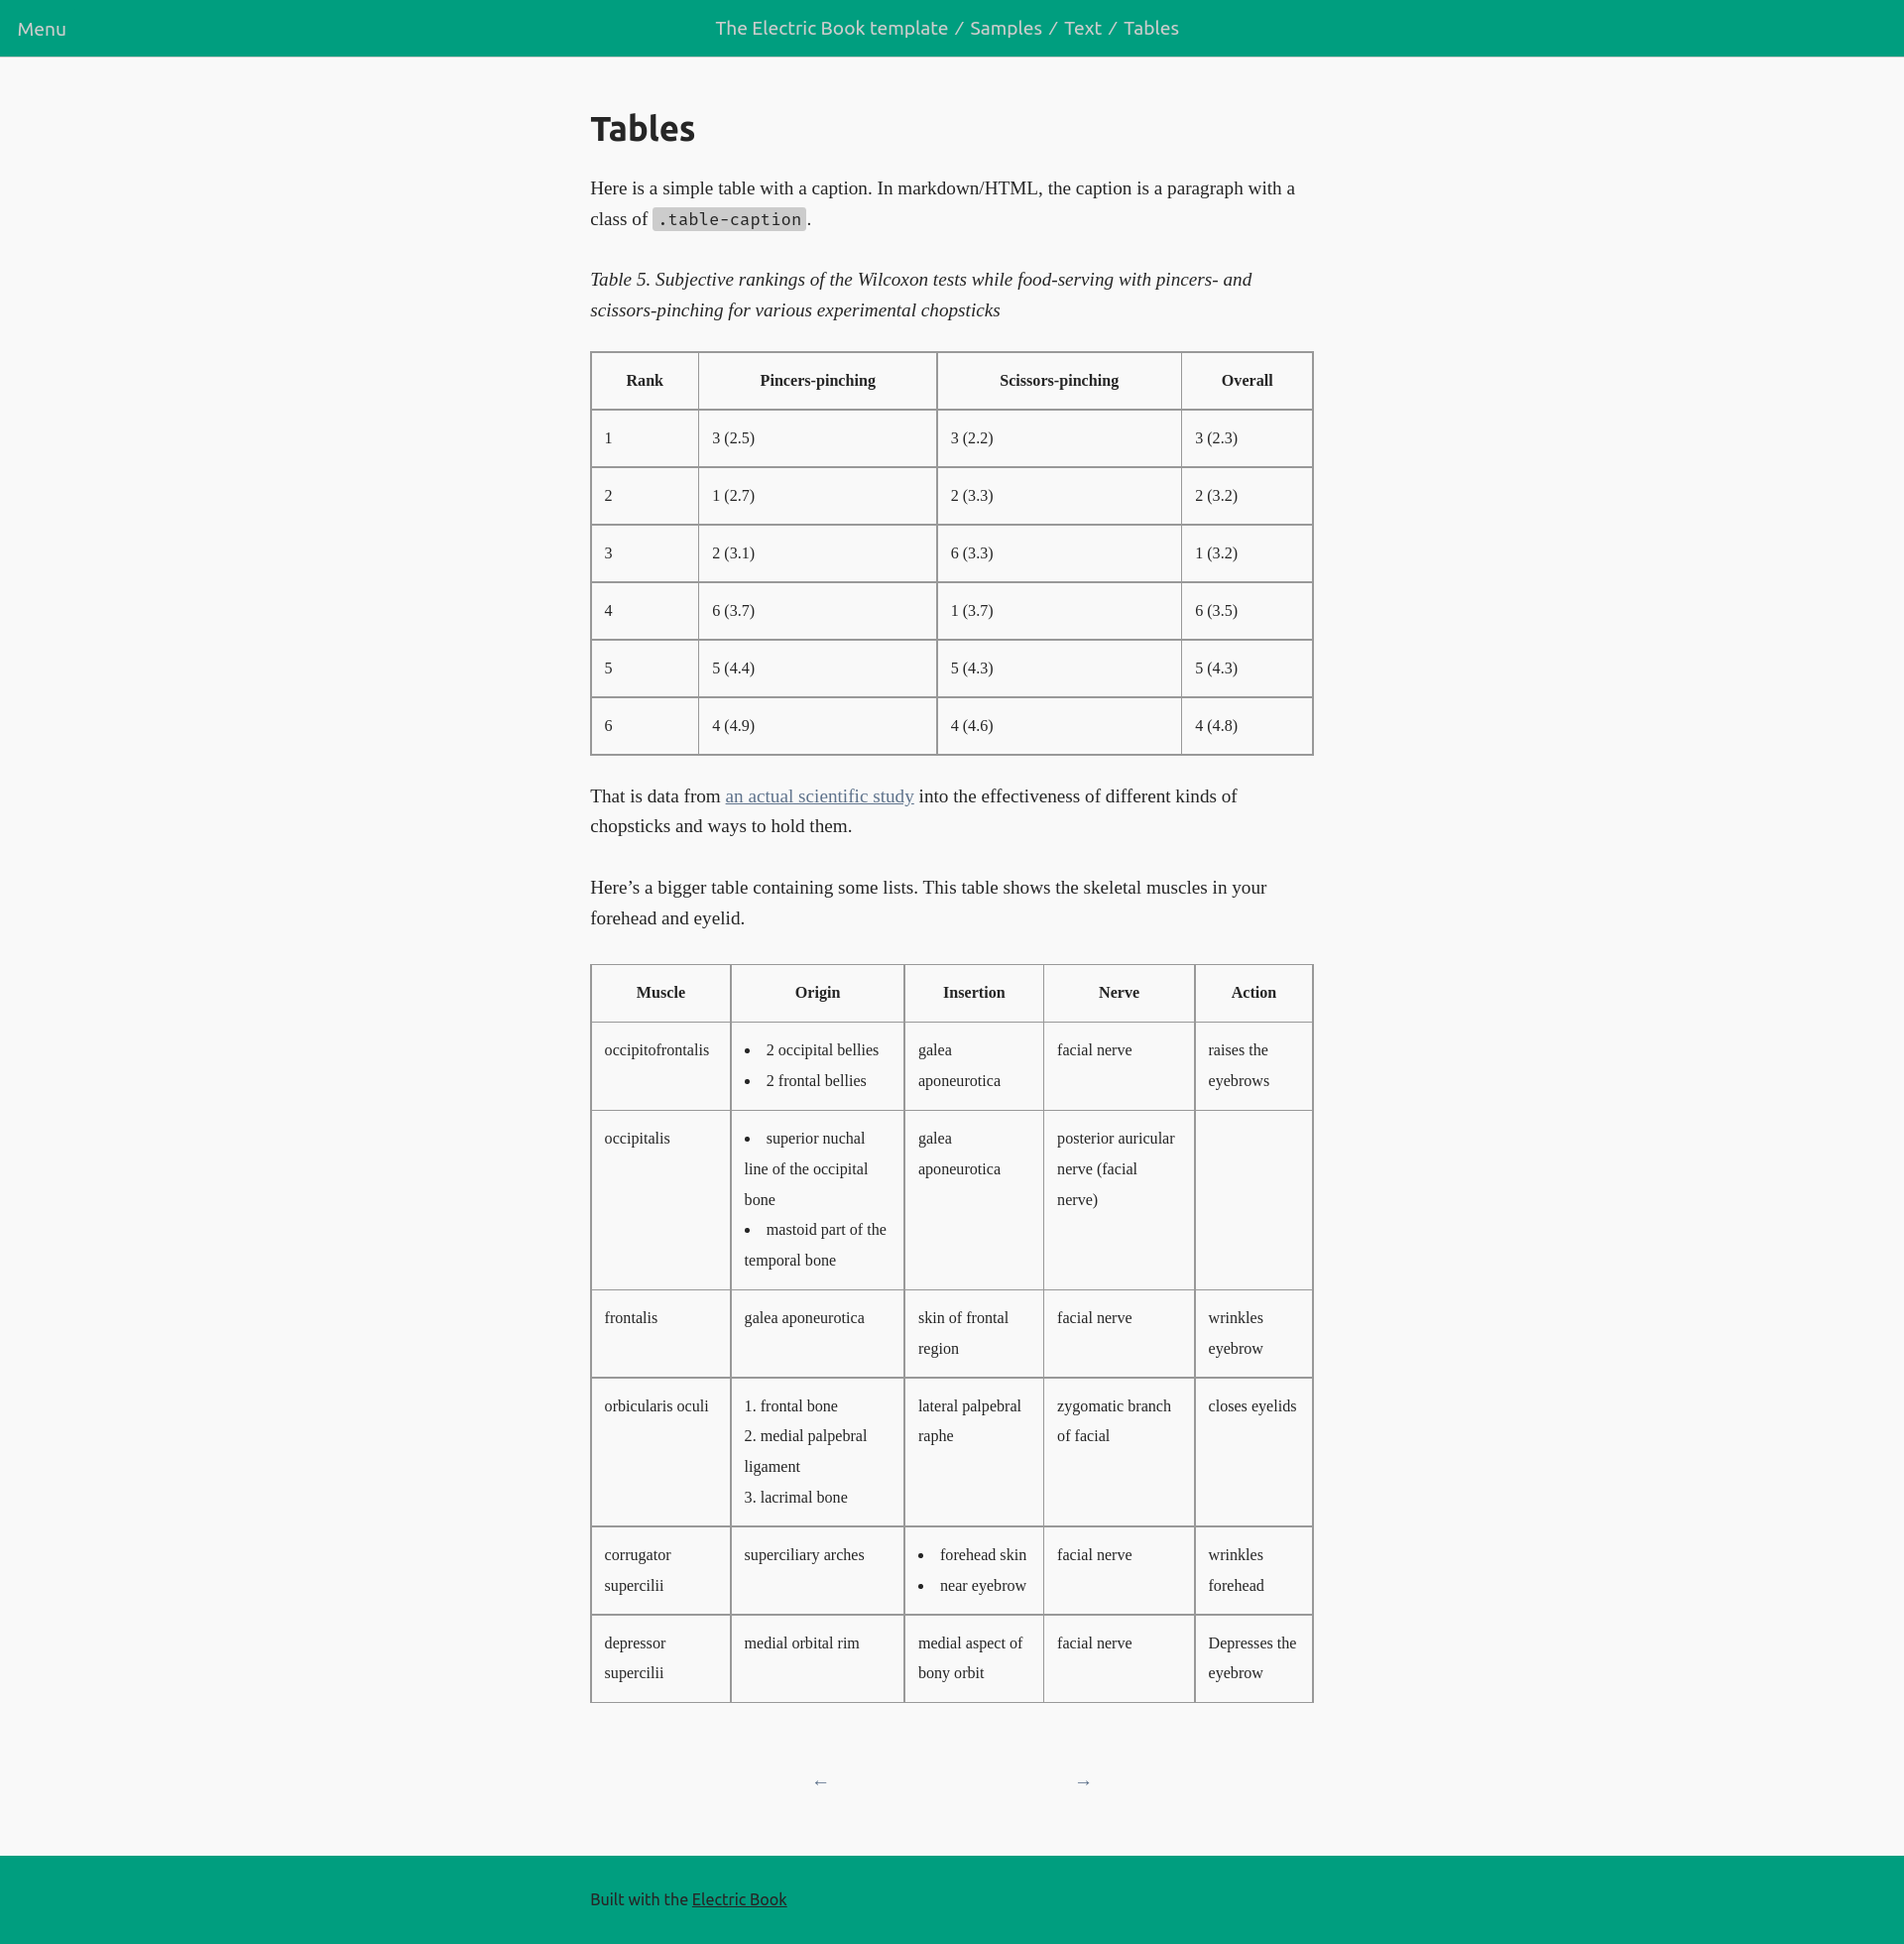 Menu
The Electric Book template ⁄ Samples ⁄ Text ⁄ Tables
Tables
Here is a simple table with a caption. In markdown/HTML, the caption is a paragraph with a
class of .table-caption.
Table 5. Subjective rankings of the Wilcoxon tests while food-serving with pincers- and
scissors-pinching for various experimental chopsticks
Rank Pincers-pinching Scissors-pinching Overall
1 3 (2.5) 3 (2.2) 3 (2.3)
2 1 (2.7) 2 (3.3) 2 (3.2)
3 2 (3.1) 6 (3.3) 1 (3.2)
4 6 (3.7) 1 (3.7) 6 (3.5)
5 5 (4.4) 5 (4.3) 5 (4.3)
6 4 (4.9) 4 (4.6) 4 (4.8)
That is data from an actual scientific study into the effectiveness of different kinds of
chopsticks and ways to hold them.
Here’s a bigger table containing some lists. This table shows the skeletal muscles in your
forehead and eyelid.
Muscle Origin Insertion Nerve Action
occipitofrontalis • 2 occipital bellies galea facial nerve raises the
• 2 frontal bellies aponeurotica eyebrows
occipitalis • superior nuchal galea posterior auricular
line of the occipital aponeurotica nerve (facial
bone nerve)
• mastoid part of the
temporal bone
frontalis galea aponeurotica skin of frontal facial nerve wrinkles
region eyebrow
orbicularis oculi 1. frontal bone lateral palpebral zygomatic branch closes eyelids
2. medial palpebral raphe of facial
ligament
3. lacrimal bone
corrugator superciliary arches • forehead skin facial nerve wrinkles
supercilii • near eyebrow forehead
depressor medial orbital rim medial aspect of facial nerve Depresses the
supercilii bony orbit eyebrow
← →
Built with the Electric Book